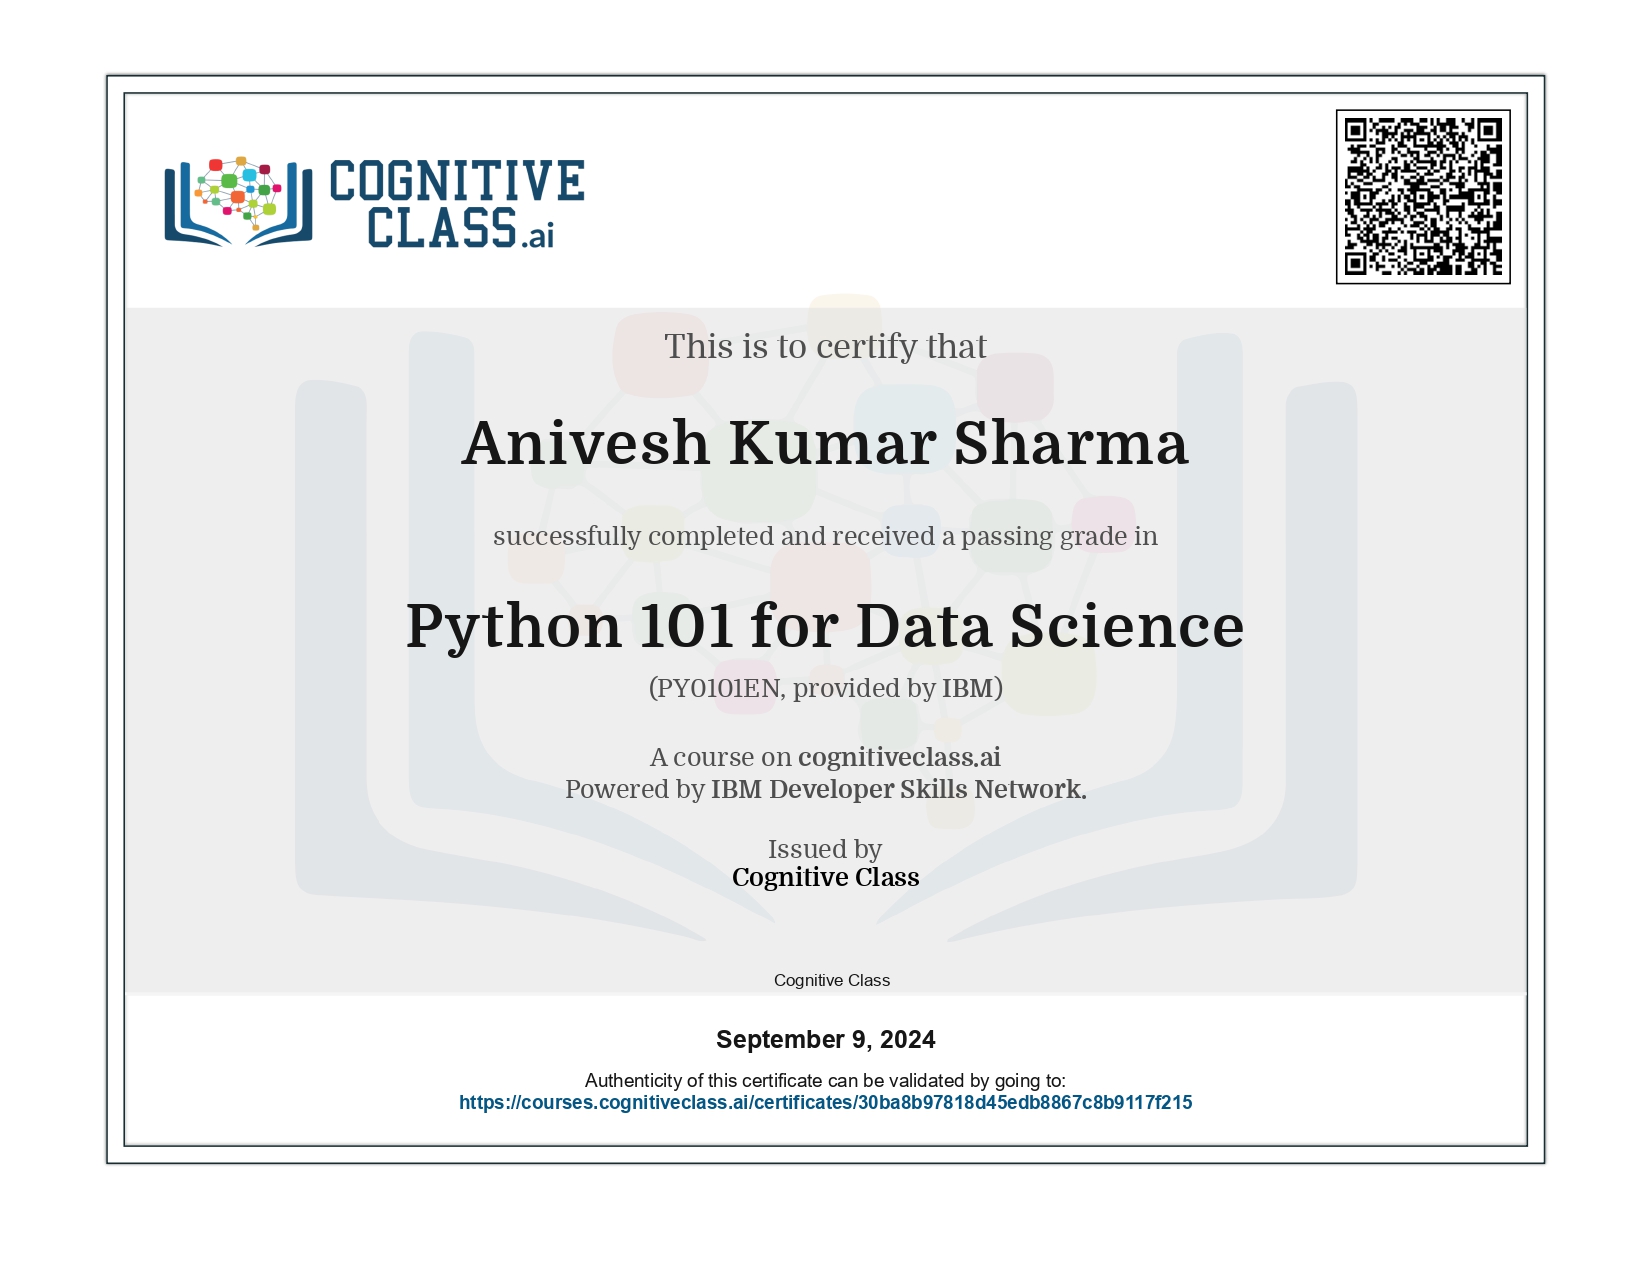 COGNITIVE
CLASS.ai
This is to certify that
Anivesh Kumar Sharma
successfully completed and received a passing grade in
Python 101 for Data Science
(PY0101EN, provided by IBM)
A course on cognitiveclass.ai
Powered by IBM Developer Skills Network.
Issued by
Cognitive Class
Cognitive Class
September 9, 2024
Authenticity of this certificate can be validated by going to:
https://courses.cognitiveclass.ai/certificates/30ba8b97818d45edb8867c8b9117f215